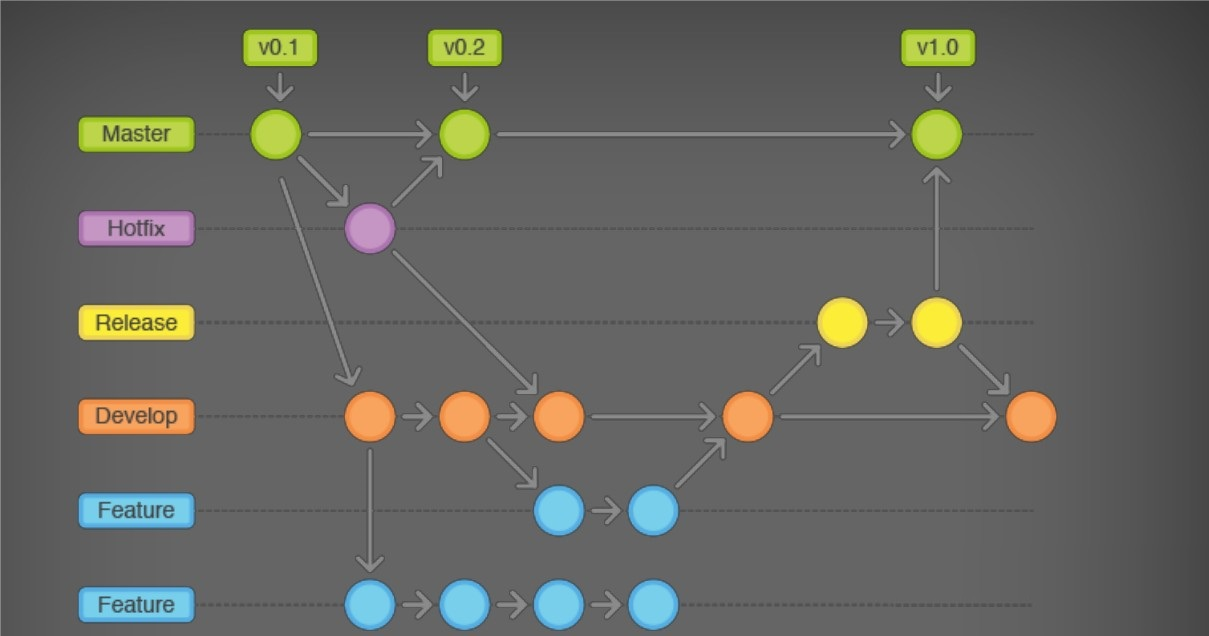 v0.1
v0.2
v1.0
Master
Hotfix
Release
Develop
Feature
Feature